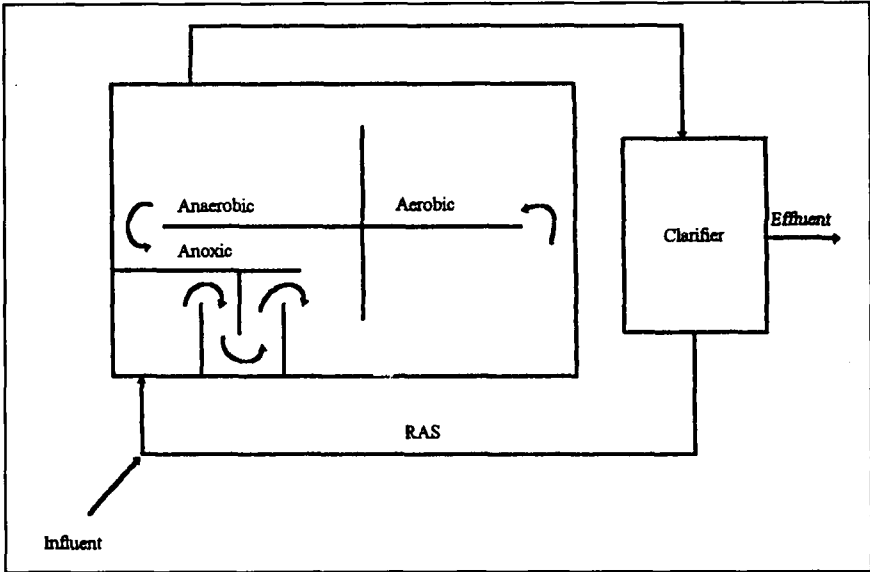 Anaerobic
Aerobic
Anoxic
Clarifier
Effluent
RAS
Influent